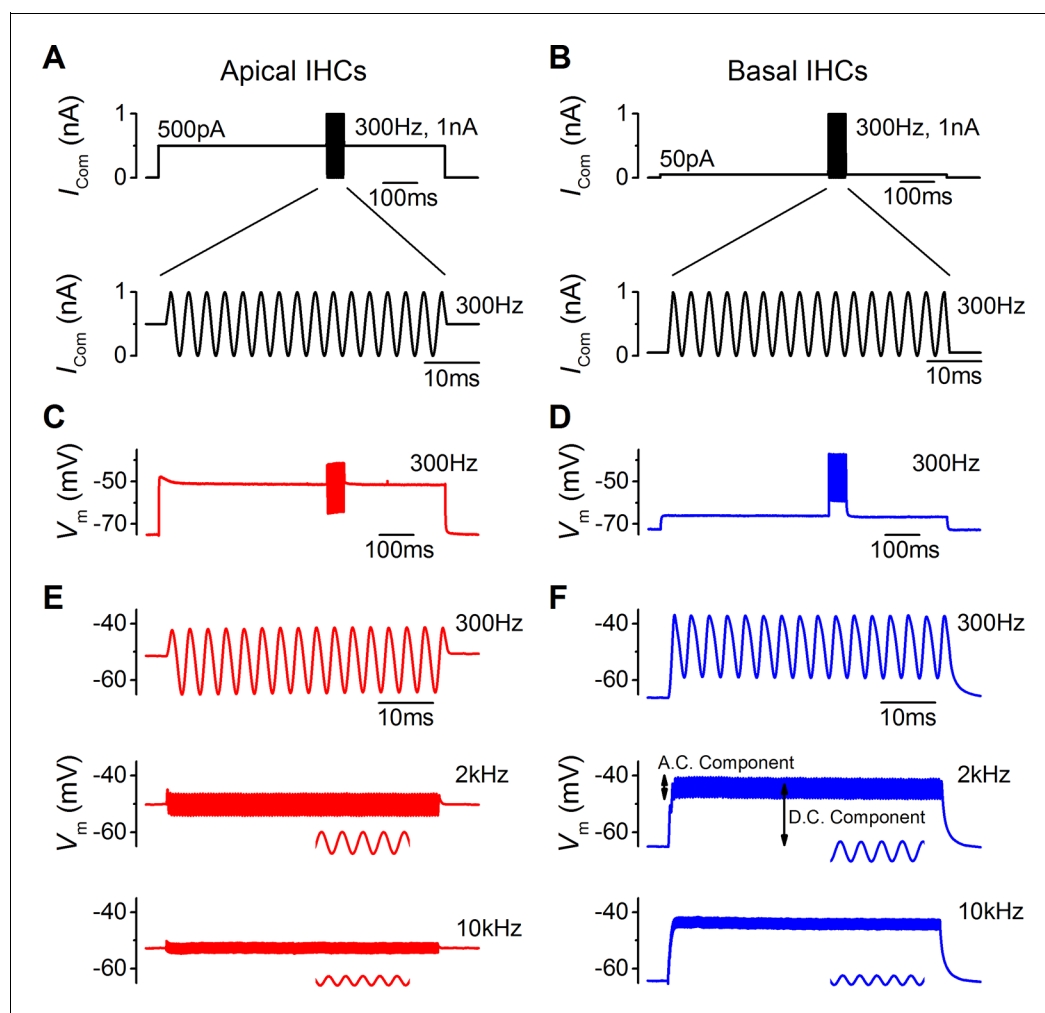 A
Apical IHCs
B
Basal IHCs
I_Com (nA)
1
0
500pA
300Hz, 1nA
100ms
I_Com (nA)
1
0
50pA
300Hz, 1nA
100ms
I_Com (nA)
1
0
300Hz
10ms
I_Com (nA)
1
0
300Hz
10ms
C
V_m (mV)
-50
-70
300Hz
100ms
D
V_m (mV)
-50
-70
300Hz
100ms
E
-40
-60
300Hz
10ms
F
-40
-60
300Hz
10ms
V_m (mV)
-40
-60
2kHz
V_m (mV)
-40
-60
A.C. Component
2kHz
D.C. Component
-40
-60
10kHz
-40
-60
10kHz